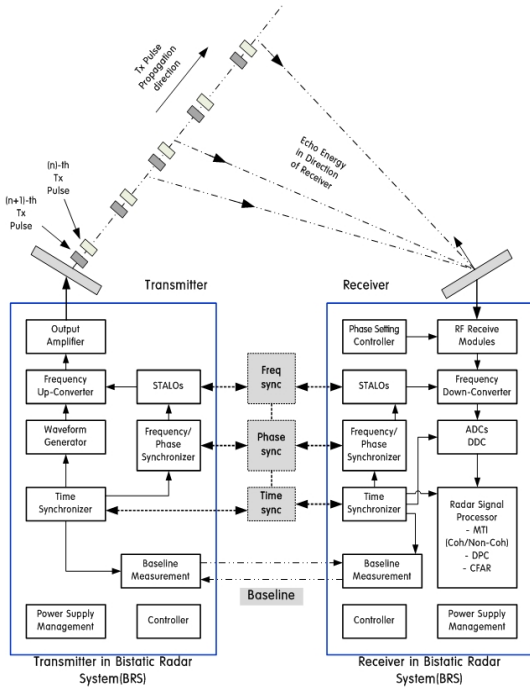 Tx Pulse
Propagation
direction
Echo Energy
in Direction
of Receiver
(n)-th
Tx
Pulse
(n+1)-th
Tx
Pulse
Transmitter
Receiver
Output
Amplifier
Frequency
Up-Converter
Waveform
Generator
Time
Synchronizer
STALOs
Frequency/
Phase
Synchronizer
Baseline
Measurement
Power Supply
Management
Controller
Freq
sync
Phase
sync
Time
sync
Baseline
Phase Setting
Controller
RF Receive
Modules
STALOs
Frequency
Down-Converter
Frequency/
Phase
Synchronizer
ADCs
DDC
Time
Synchronizer
Radar Signal
Processor
- MTI
(Coh/Non-Coh)
- DPC
- CFAR
Baseline
Measurement
Controller
Power Supply
Management
Transmitter in Bistatic Radar
System(BRS)
Receiver in Bistatic Radar
System(BRS)